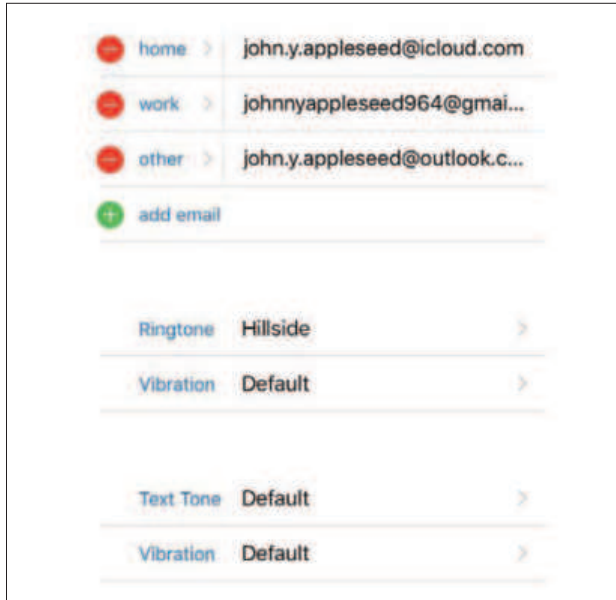 home john.y.appleseed@icloud.com
work johnnyappleseed964@gmai...
other john.y.appleseed@outlook.c...
add email
Ringtone Hillside
Vibration Default
Text Tone Default
Vibration Default